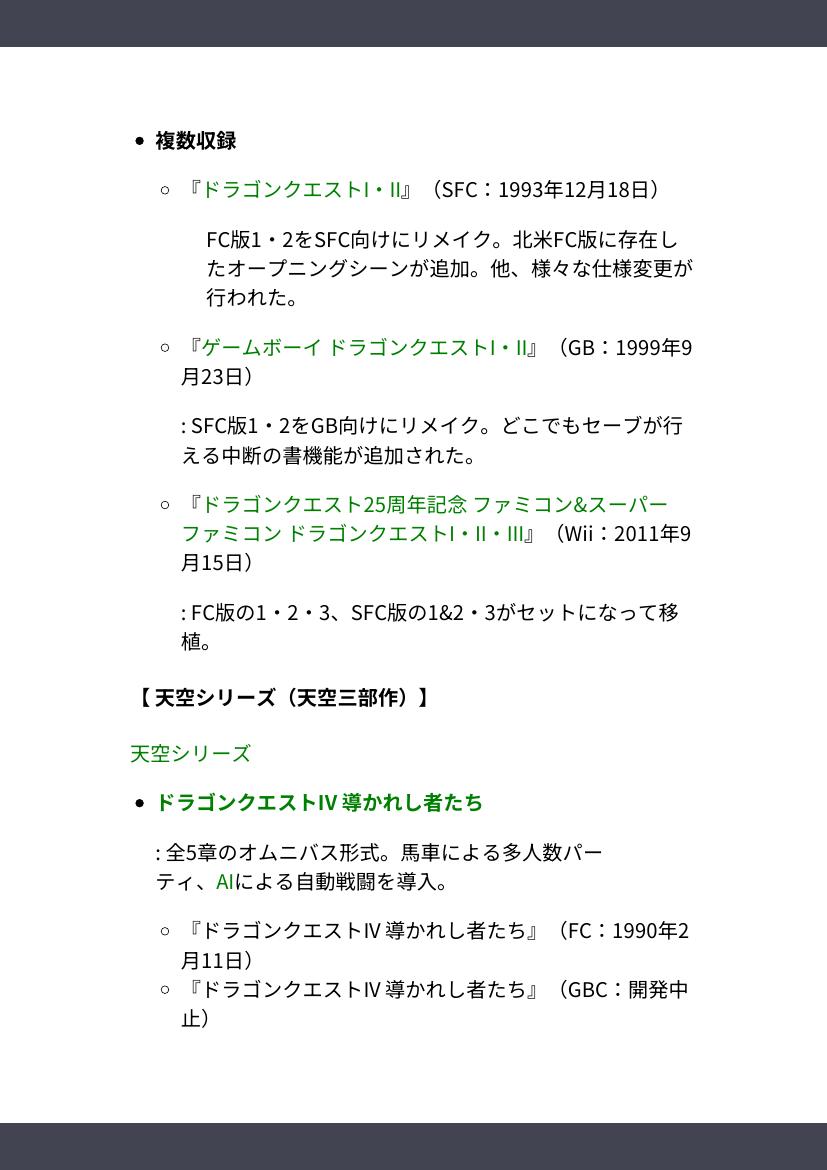 複数収録
『ドラゴンクエストI・II』（SFC：1993年12月18日）
FC版1・2をSFC向けにリメイク。北米FC版に存在し
たオープニングシーンが追加。他、様々な仕様変更が
行われた。
『ゲームボーイ ドラゴンクエストI・II』（GB：1999年9
月23日）
: SFC版1・2をGB向けにリメイク。どこでもセーブが行
える中断の書機能が追加された。
『ドラゴンクエスト25周年記念 ファミコン&スーパー
ファミコン ドラゴンクエストI・II・III』（Wii：2011年9
月15日）
: FC版の1・2・3、SFC版の1&2・3がセットになって移
植。
【 天空シリーズ（天空三部作）】
天空シリーズ
ドラゴンクエストIV 導かれし者たち
: 全5章のオムニバス形式。馬車による多人数パー
ティ、AIによる自動戦闘を導入。
『ドラゴンクエストIV 導かれし者たち』（FC：1990年2
月11日）
『ドラゴンクエストIV 導かれし者たち』（GBC：開発中
止）